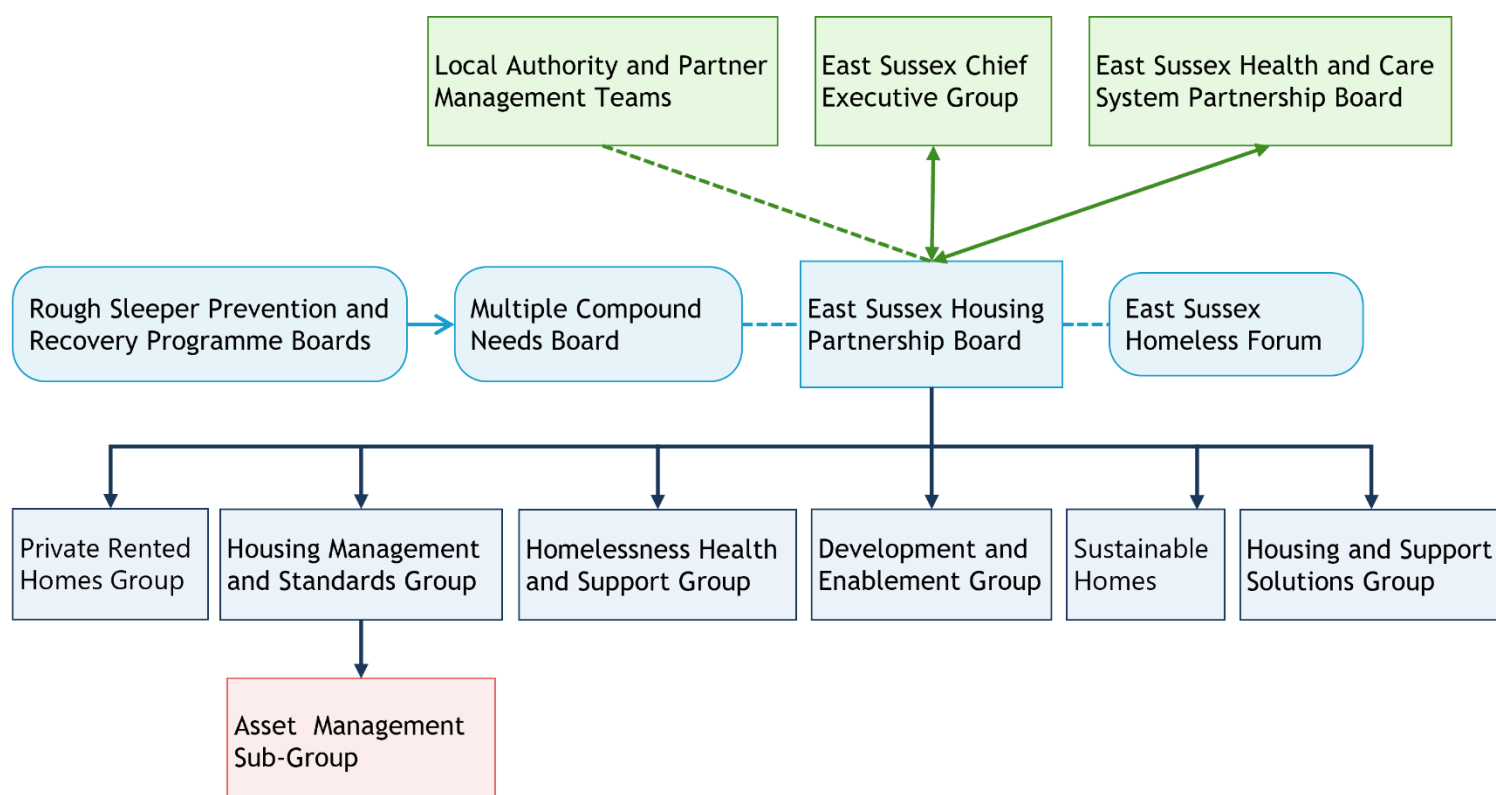 Local Authority and Partner
Management Teams
East Sussex Chief
Executive Group
East Sussex Health and Care
System Partnership Board
Rough Sleeper Prevention and
Recovery Programme Boards
Multiple Compound
Needs Board
East Sussex Housing
Partnership Board
East Sussex
Homeless Forum
Private Rented
Homes Group
Housing Management
and Standards Group
Homelessness Health
and Support Group
Development and
Enablement Group
Sustainable
Homes
Housing and Support
Solutions Group
Asset  Management
Sub-Group